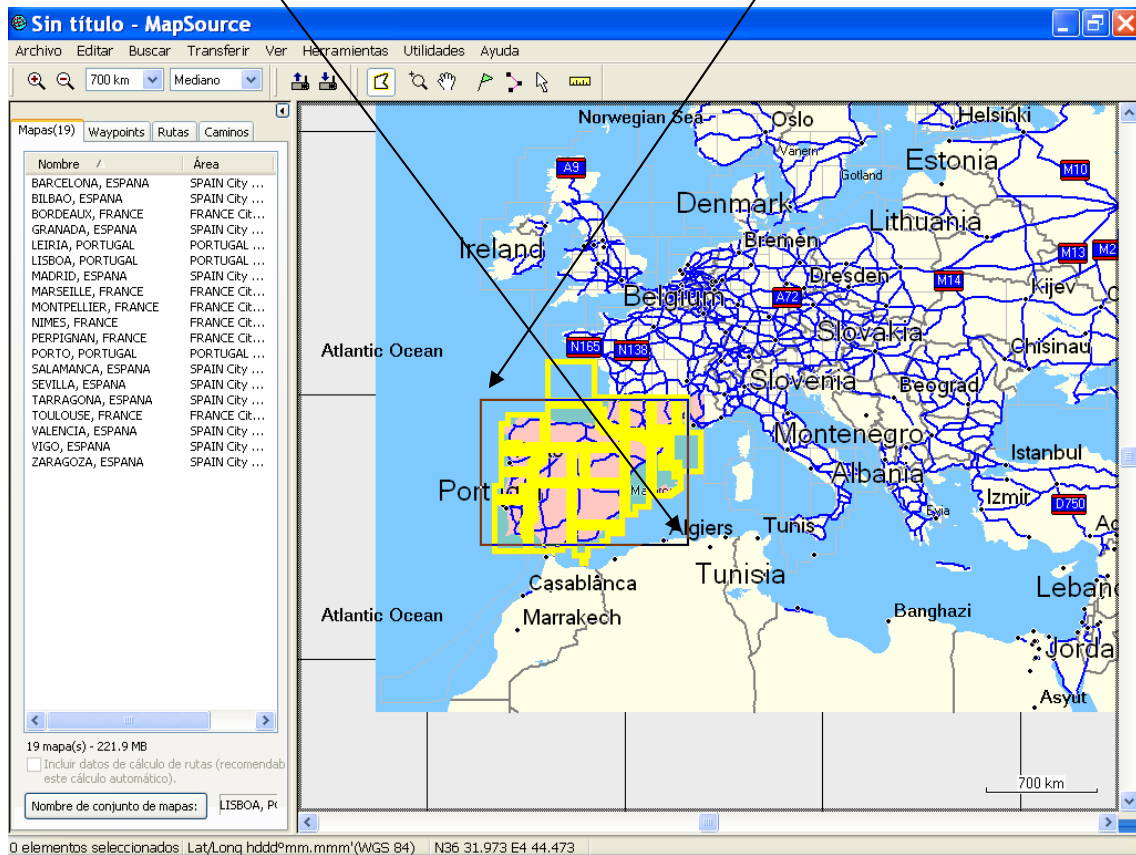 Sin título - MapSource
Archivo Editar Buscar Transferir Ver Herramientas Utilidades Ayuda
700 km Mediano
Mapas(19) Waypoints Rutas Caminos
Nombre Área
BARCELONA, ESPANA SPAIN City ...
BILBAO, ESPANA SPAIN City ...
BORDEAUX, FRANCE FRANCE Cit...
GRANADA, ESPANA SPAIN City ...
LEIRIA, PORTUGAL PORTUGAL ...
LISBOA, PORTUGAL PORTUGAL ...
MADRID, ESPANA SPAIN City ...
MARSEILLE, FRANCE FRANCE Cit...
MONTPELLIER, FRANCE FRANCE Cit...
NIMES, FRANCE FRANCE Cit...
PERPIGNAN, FRANCE FRANCE Cit...
PORTO, PORTUGAL PORTUGAL ...
SALAMANCA, ESPANA SPAIN City ...
SEVILLA, ESPANA SPAIN City ...
TARRAGONA, ESPANA SPAIN City ...
TOULOUSE, FRANCE FRANCE Cit...
VALENCIA, ESPANA SPAIN City ...
VIGO, ESPANA SPAIN City ...
ZARAGOZA, ESPANA SPAIN City ...
19 mapa(s) - 221.9 MB
Incluir datos de cálculo de rutas (recomendab
este cálculo automático).
Nombre de conjunto de mapas: LISBOA, P
Norwegian Sea
Oslo
Helsinki
Vanern
Estonia
A9
M10
Gotland
Denmark
Lithuania
Ireland
Bremen
M13
M2
Dresden
M14
Kijev
Belgium
A72
Slovakia
Atlantic Ocean
N165
N138
Chisinau
Slovenia
Beograd
Montenegro
Istanbul
Albania
Izmir
D750
Evia
Algiers
Tunis
Tunisia
Casablanca
Leban
Atlantic Ocean
Marrakech
Banghazi
Jorda
Asyut
700 km
0 elementos seleccionados Lat/Long hdddºmm.mmm'(WGS 84) N36 31.973 E4 44.473